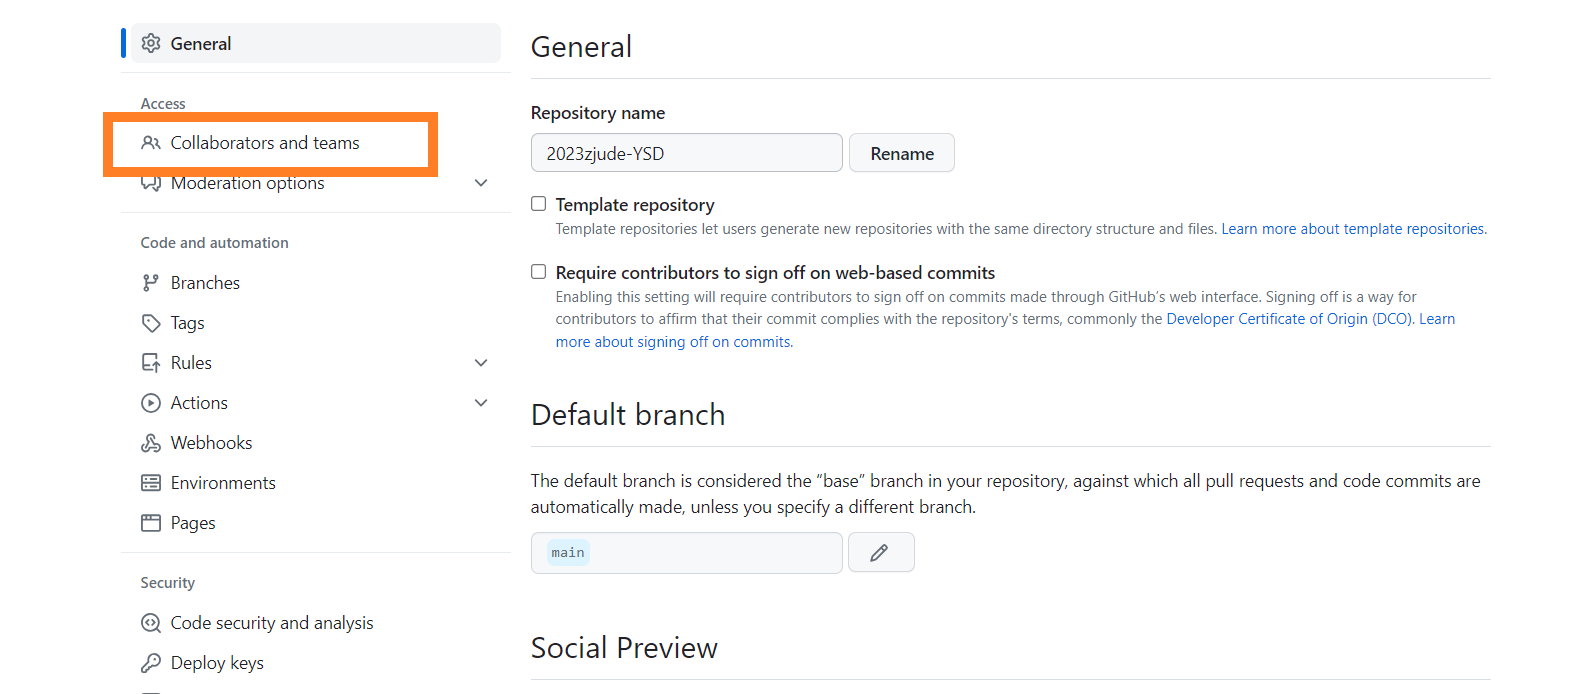 General
Access
Collaborators and teams
Moderation options
Code and automation
Branches
Tags
Rules
Actions
Webhooks
Environments
Pages
Security
Code security and analysis
Deploy keys
General
Repository name
2023zjude-YSD
Rename
Template repository
Template repositories let users generate new repositories with the same directory structure and files. Learn more about template repositories.
Require contributors to sign off on web-based commits
Enabling this setting will require contributors to sign off on commits made through GitHub’s web interface. Signing off is a way for
contributors to affirm that their commit complies with the repository's terms, commonly the Developer Certificate of Origin (DCO). Learn
more about signing off on commits.
Default branch
The default branch is considered the “base” branch in your repository, against which all pull requests and code commits are
automatically made, unless you specify a different branch.
main
Social Preview